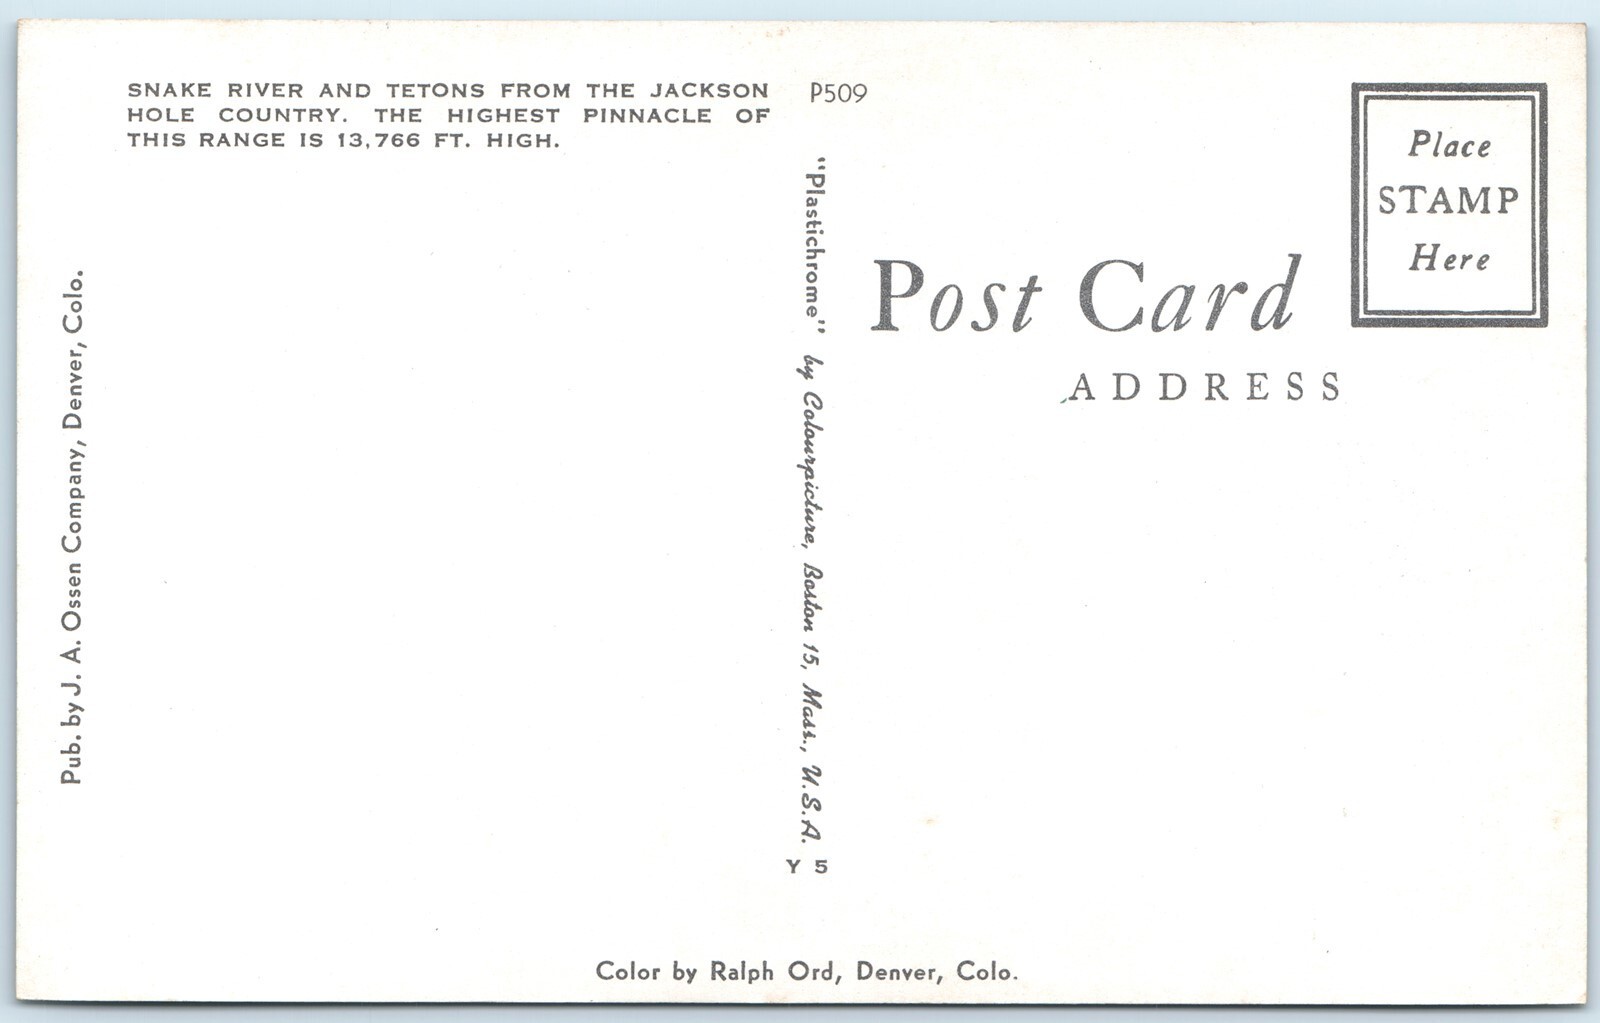 SNAKE RIVER AND TETONS FROM THE JACKSON
HOLE COUNTRY. THE HIGHEST PINNACLE OF
THIS RANGE IS 13,766 FT. HIGH.
P509
Place
STAMP
Here
Post Card
ADDRESS
Pub. by J. A. Ossen Company, Denver, Colo.
"Plastichrome" by Colourpicture, Boston 15, Mass., U.S.A.
Y 5
Color by Ralph Ord, Denver, Colo.